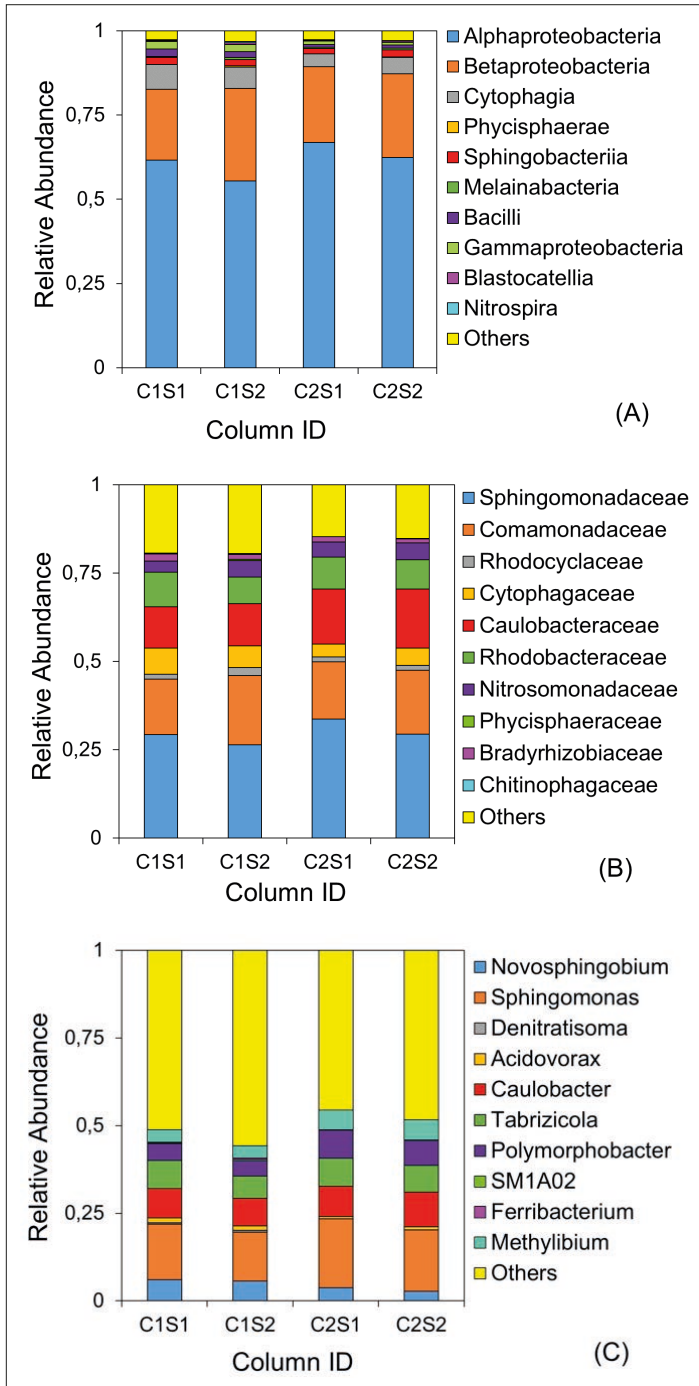 Relative Abundance
1
0,75
0,5
0,25
0
C1S1 C1S2 C2S1 C2S2
Column ID
Alphaproteobacteria
Betaproteobacteria
Cytophagia
Phycisphaerae
Sphingobacteriia
Melainabacteria
Bacilli
Gammaproteobacteria
Blastocatellia
Nitrospira
Others
(A)
Relative Abundance
1
0,75
0,5
0,25
0
C1S1 C1S2 C2S1 C2S2
Column ID
Sphingomonadaceae
Comamonadaceae
Rhodocyclaceae
Cytophagaceae
Caulobacteraceae
Rhodobacteraceae
Nitrosomonadaceae
Phycisphaeraceae
Bradyrhizobiaceae
Chitinophagaceae
Others
(B)
Relative Abundance
1
0,75
0,5
0,25
0
C1S1 C1S2 C2S1 C2S2
Column ID
Novosphingobium
Sphingomonas
Denitratisoma
Acidovorax
Caulobacter
Tabrizicola
Polymorphobacter
SM1A02
Ferribacterium
Methylibium
Others
(C)